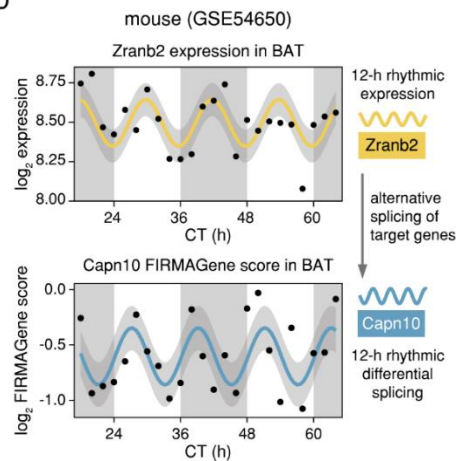 mouse (GSE54650)
Zranb2 expression in BAT
log2 expression
8.75
8.50
8.25
8.00
24
36
48
60
CT (h)
12-h rhythmic
expression
Zranb2
alternative
splicing of
target genes
Capn10 FIRMAGene score in BAT
log2 FIRMAGene score
0.0
-0.5
-1.0
24
36
48
60
CT (h)
Capn10
12-h rhythmic
differential
splicing